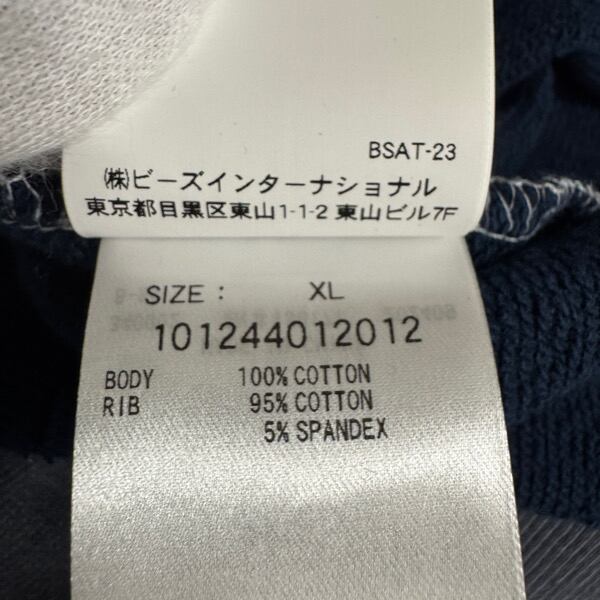 BSAT-23
(株)ビーズインターナショナル
東京都目黒区東山1-1-2 東山ビル7F
SIZE : XL
101244012012
BODY 100% COTTON
RIB 95% COTTON
5% SPANDEX